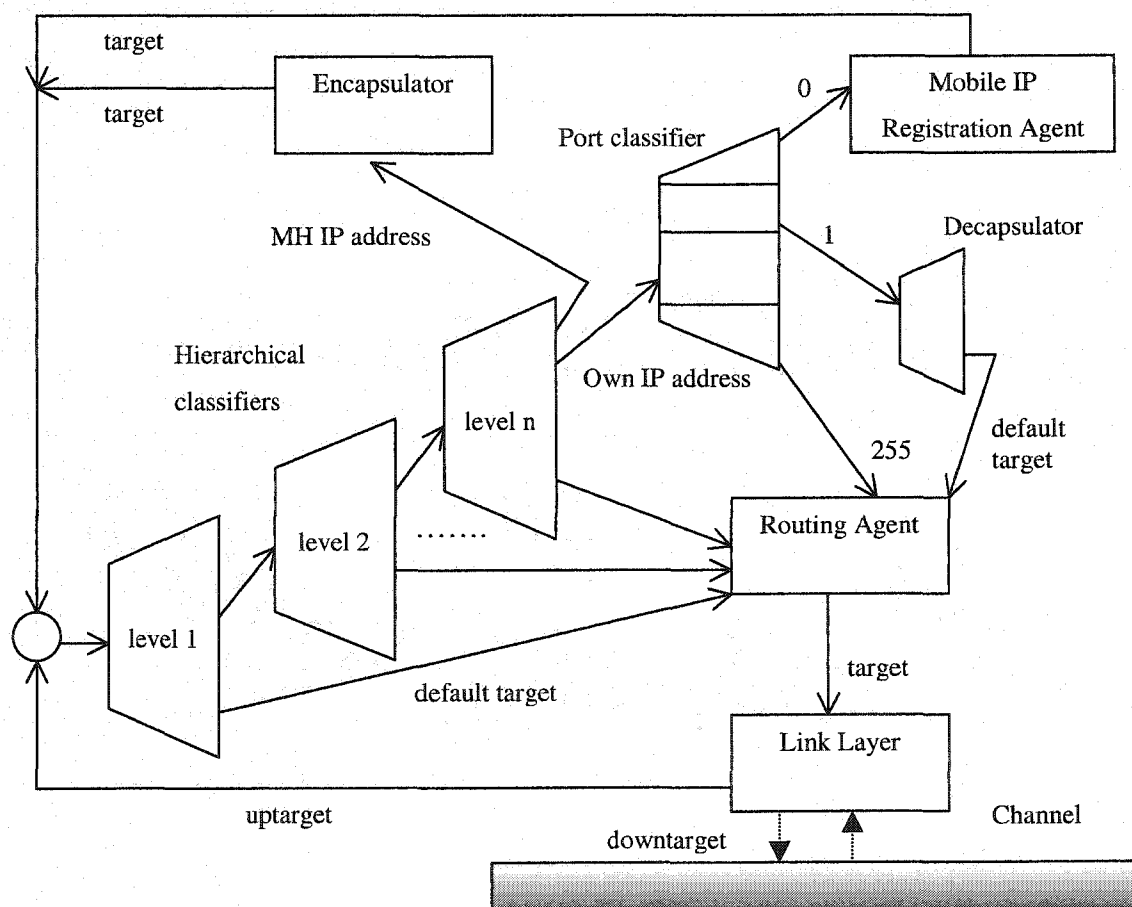 target
target
Encapsulator
0
Mobile IP
Registration Agent
Port classifier
MH IP address
1
Decapsulator
Hierarchical
classifiers
Own IP address
level n
level 2
.......
level 1
255
default
target
Routing Agent
default target
target
Link Layer
uptarget
downtarget
Channel